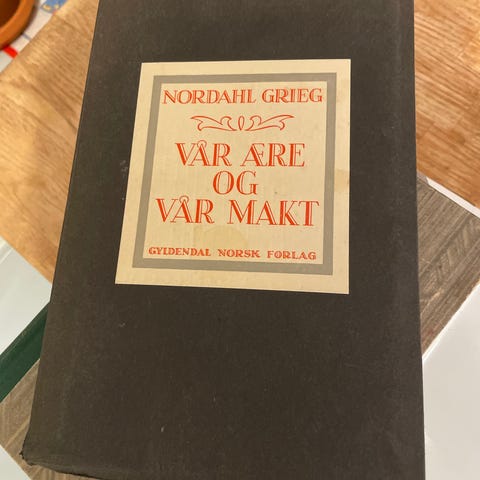 NORDAHL GRIEG
VÅR ÆRE
OG
VÅR MAKT
GYLDENDAL NORSK FORLAG